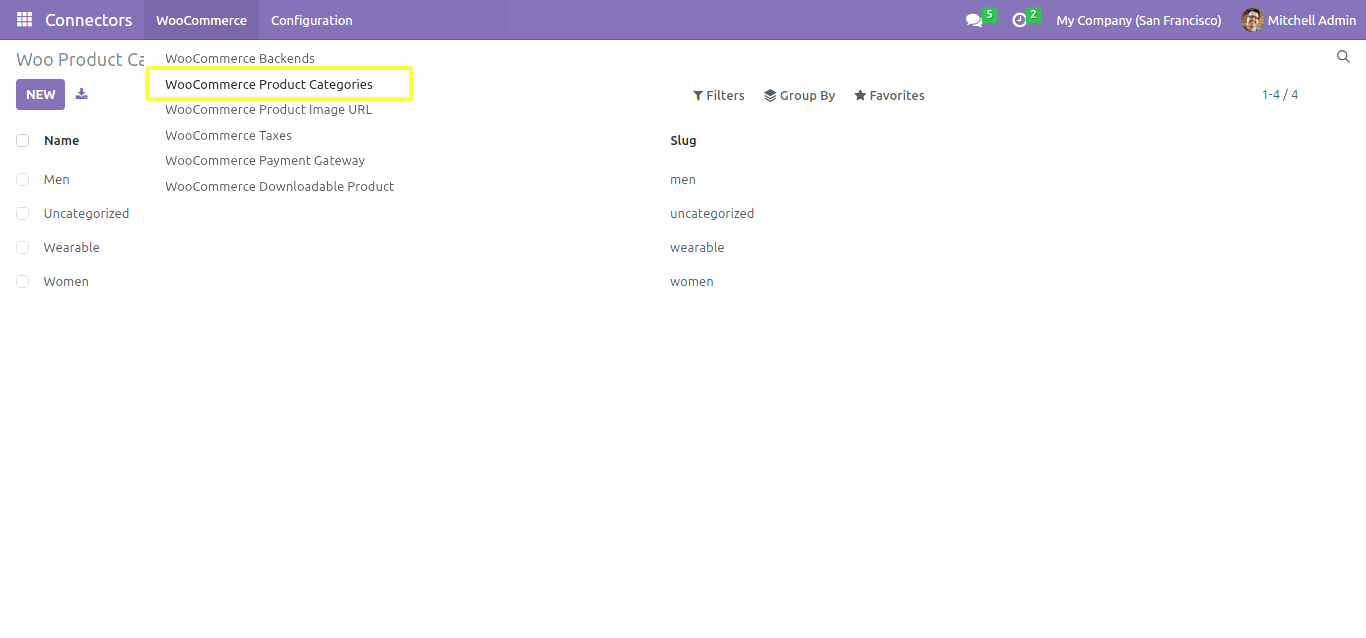 Connectors WooCommerce Configuration 5 2 My Company (San Francisco) Mitchell Admin
Woo Product Ca
WooCommerce Backends
WooCommerce Product Categories
WooCommerce Product Image URL
WooCommerce Taxes
WooCommerce Payment Gateway
WooCommerce Downloadable Product
NEW
Filters Group By Favorites 1-4 / 4
Name Slug
Men men
Uncategorized uncategorized
Wearable wearable
Women women